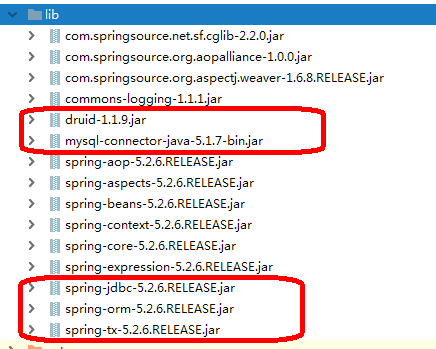 lib
com.springsource.net.sf.cglib-2.2.0.jar
com.springsource.org.aopalliance-1.0.0.jar
com.springsource.org.aspectj.weaver-1.6.8.RELEASE.jar
commons-logging-1.1.1.jar
druid-1.1.9.jar
mysql-connector-java-5.1.7-bin.jar
spring-aop-5.2.6.RELEASE.jar
spring-aspects-5.2.6.RELEASE.jar
spring-beans-5.2.6.RELEASE.jar
spring-context-5.2.6.RELEASE.jar
spring-core-5.2.6.RELEASE.jar
spring-expression-5.2.6.RELEASE.jar
spring-jdbc-5.2.6.RELEASE.jar
spring-orm-5.2.6.RELEASE.jar
spring-tx-5.2.6.RELEASE.jar